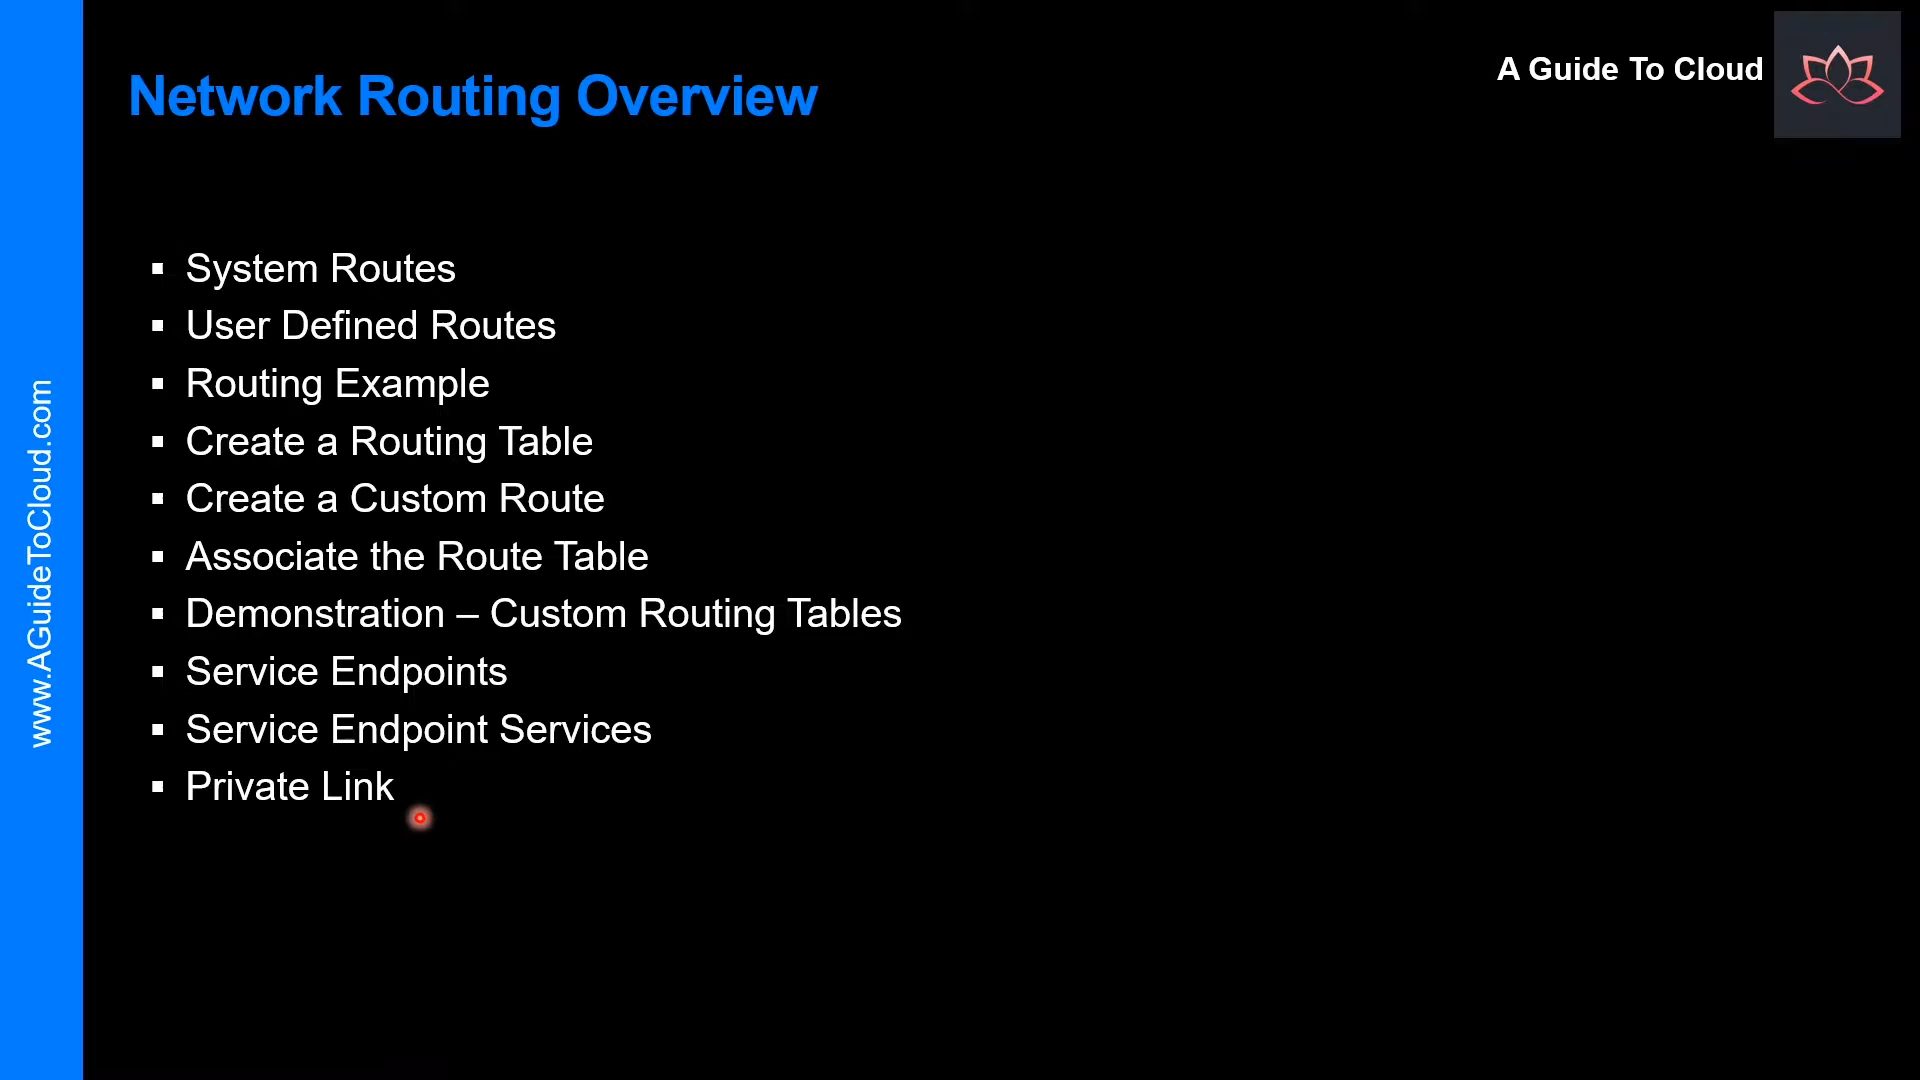 Network Routing Overview
A Guide To Cloud
System Routes
User Defined Routes
Routing Example
Create a Routing Table
Create a Custom Route
Associate the Route Table
Demonstration – Custom Routing Tables
Service Endpoints
Service Endpoint Services
Private Link
www.AGuideToCloud.com